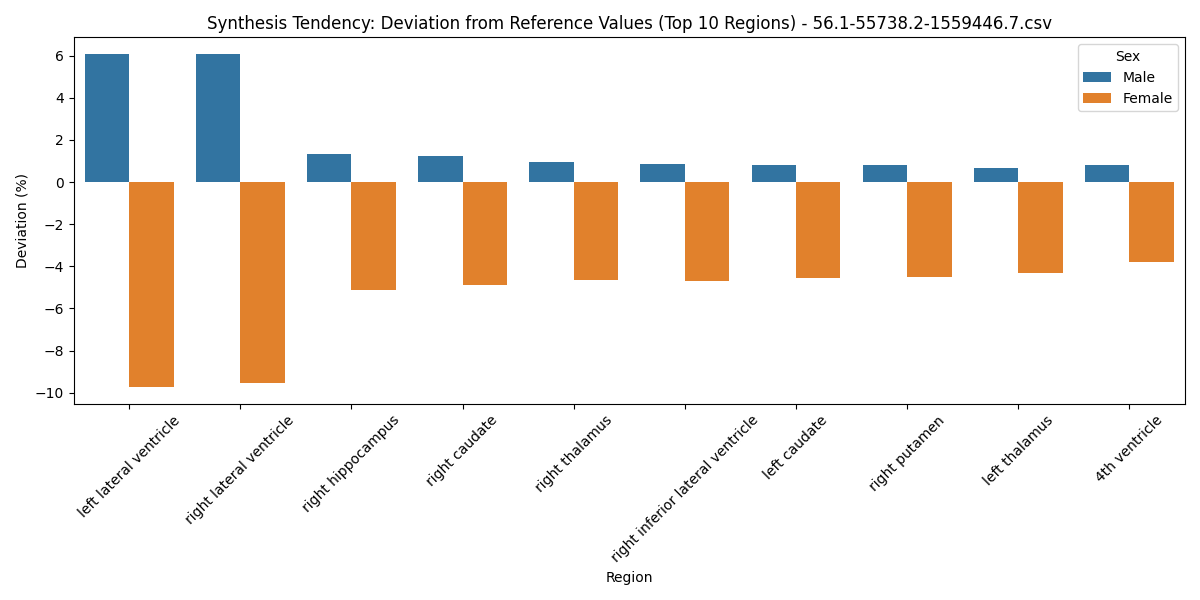 Synthesis Tendency: Deviation from Reference Values (Top 10 Regions) - 56.1-55738.2-1559446.7.csv
Sex
Male
Female
Deviation (%)
6
4
2
0
−2
−4
−6
−8
−10
left lateral ventricle
right lateral ventricle
right hippocampus
right caudate
right thalamus
right inferior lateral ventricle
left caudate
right putamen
left thalamus
4th ventricle
Region